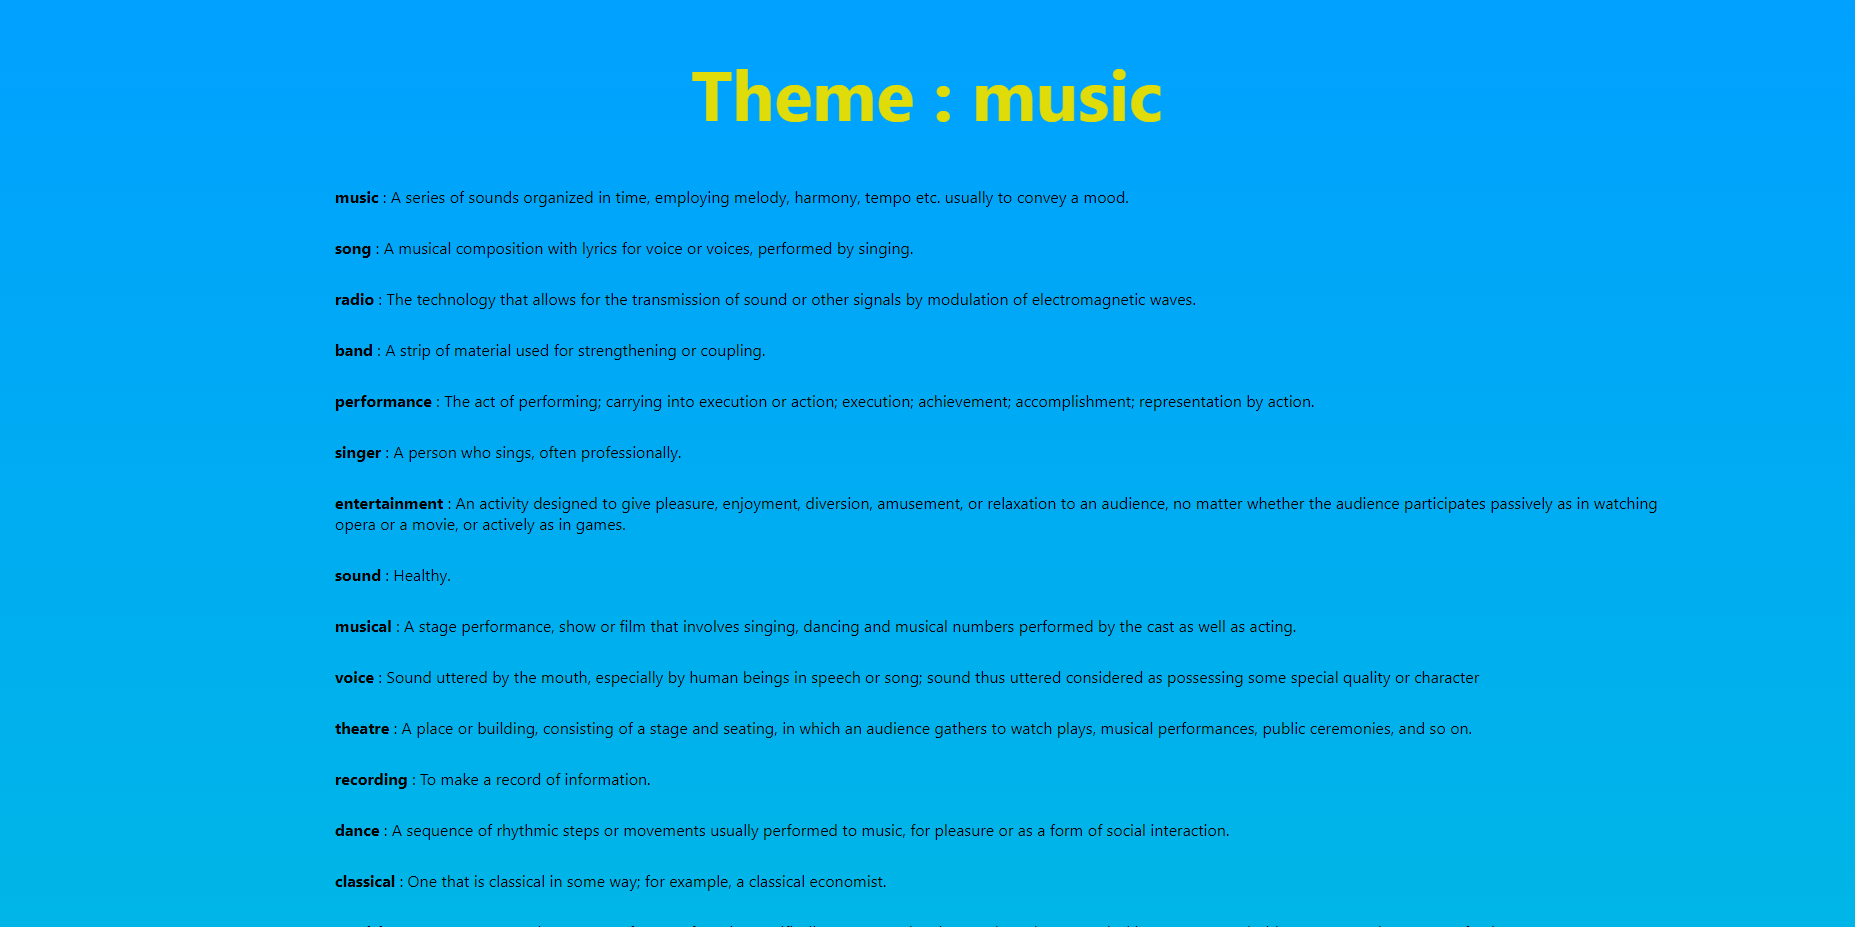 Theme : music
music : A series of sounds organized in time, employing melody, harmony, tempo etc. usually to convey a mood.
song : A musical composition with lyrics for voice or voices, performed by singing.
radio : The technology that allows for the transmission of sound or other signals by modulation of electromagnetic waves.
band : A strip of material used for strengthening or coupling.
performance : The act of performing; carrying into execution or action; execution; achievement; accomplishment; representation by action.
singer : A person who sings, often professionally.
entertainment : An activity designed to give pleasure, enjoyment, diversion, amusement, or relaxation to an audience, no matter whether the audience participates passively as in watching
opera or a movie, or actively as in games.
sound : Healthy.
musical : A stage performance, show or film that involves singing, dancing and musical numbers performed by the cast as well as acting.
voice : Sound uttered by the mouth, especially by human beings in speech or song; sound thus uttered considered as possessing some special quality or character
theatre : A place or building, consisting of a stage and seating, in which an audience gathers to watch plays, musical performances, public ceremonies, and so on.
recording : To make a record of information.
dance : A sequence of rhythmic steps or movements usually performed to music, for pleasure or as a form of social interaction.
classical : One that is classical in some way; for example, a classical economist.